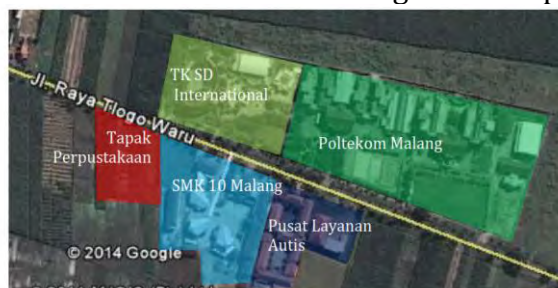 TK SD
International
Jl. Raya Tlogo Waru
Tapak
Perpustakaan
Poltekom Malang
SMK 10 Malang
Pusat Layanan
Autis
© 2014 Google